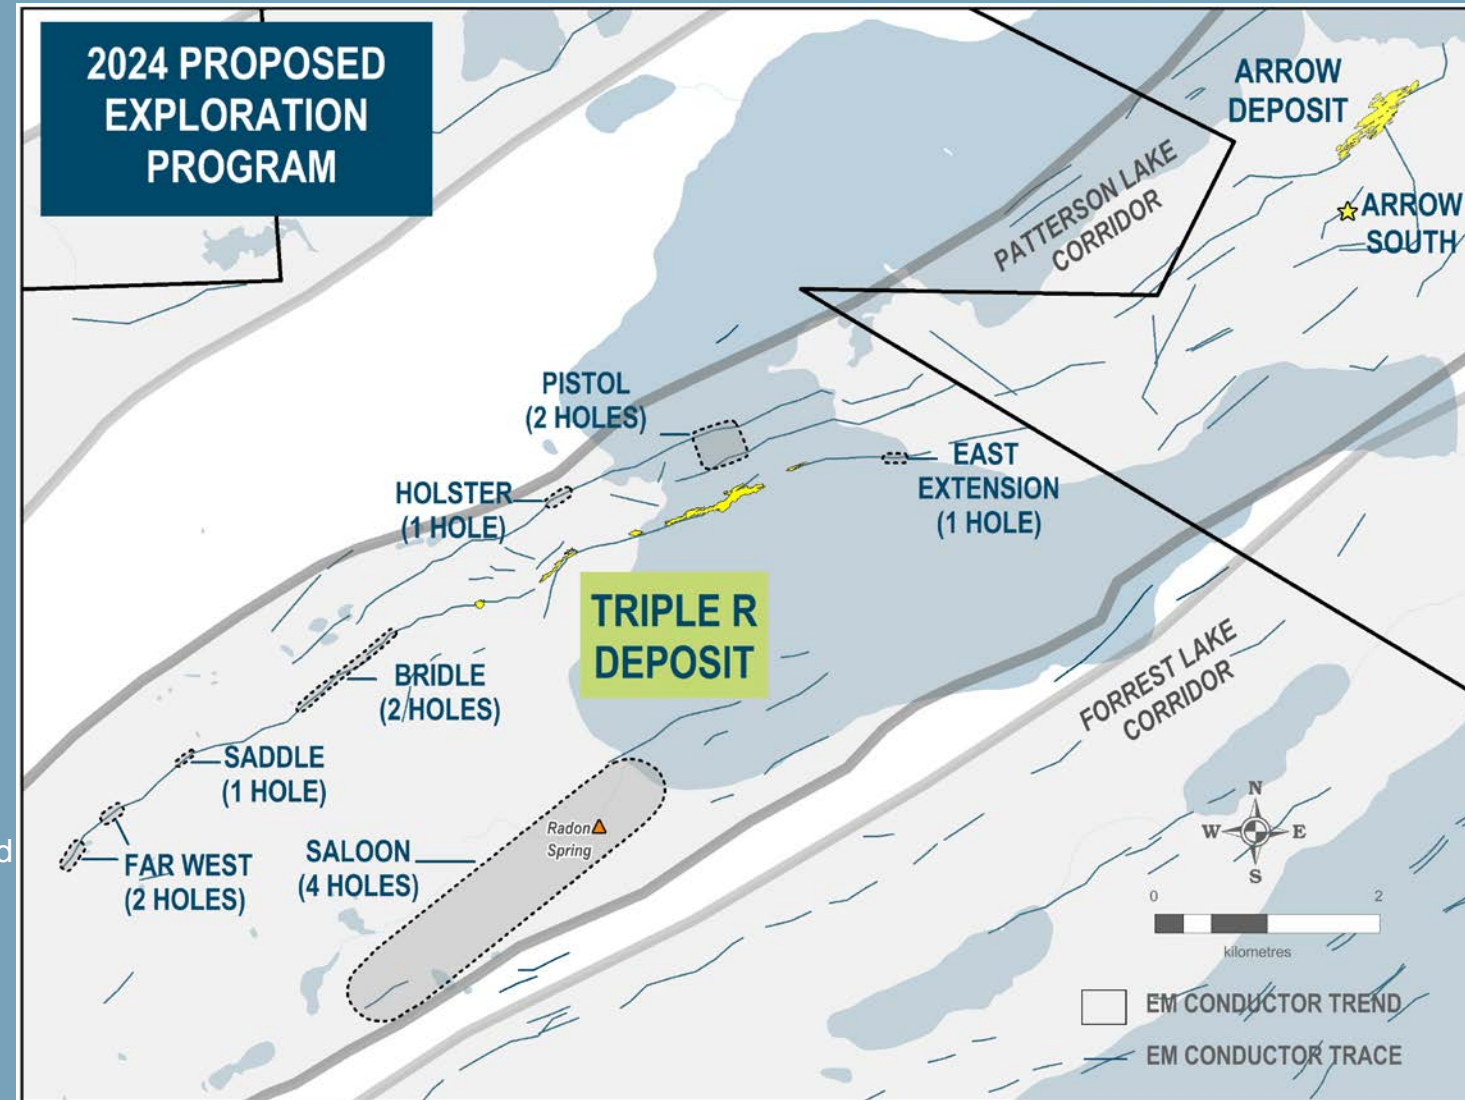 2024 PROPOSED
EXPLORATION
PROGRAM
ARROW
DEPOSIT
ARROW
SOUTH
PATTERSON LAKE
CORRIDOR
PISTOL
(2 HOLES)
HOLSTER
(1 HOLE)
EAST
EXTENSION
(1 HOLE)
TRIPLE R
DEPOSIT
BRIDLE
(2 HOLES)
FORREST LAKE
CORRIDOR
SADDLE
(1 HOLE)
FAR WEST
(2 HOLES)
SALOON
(4 HOLES)
Radon
Spring
N
W
E
S
0
2
kilometres
EM CONDUCTOR TREND
EM CONDUCTOR TRACE
d